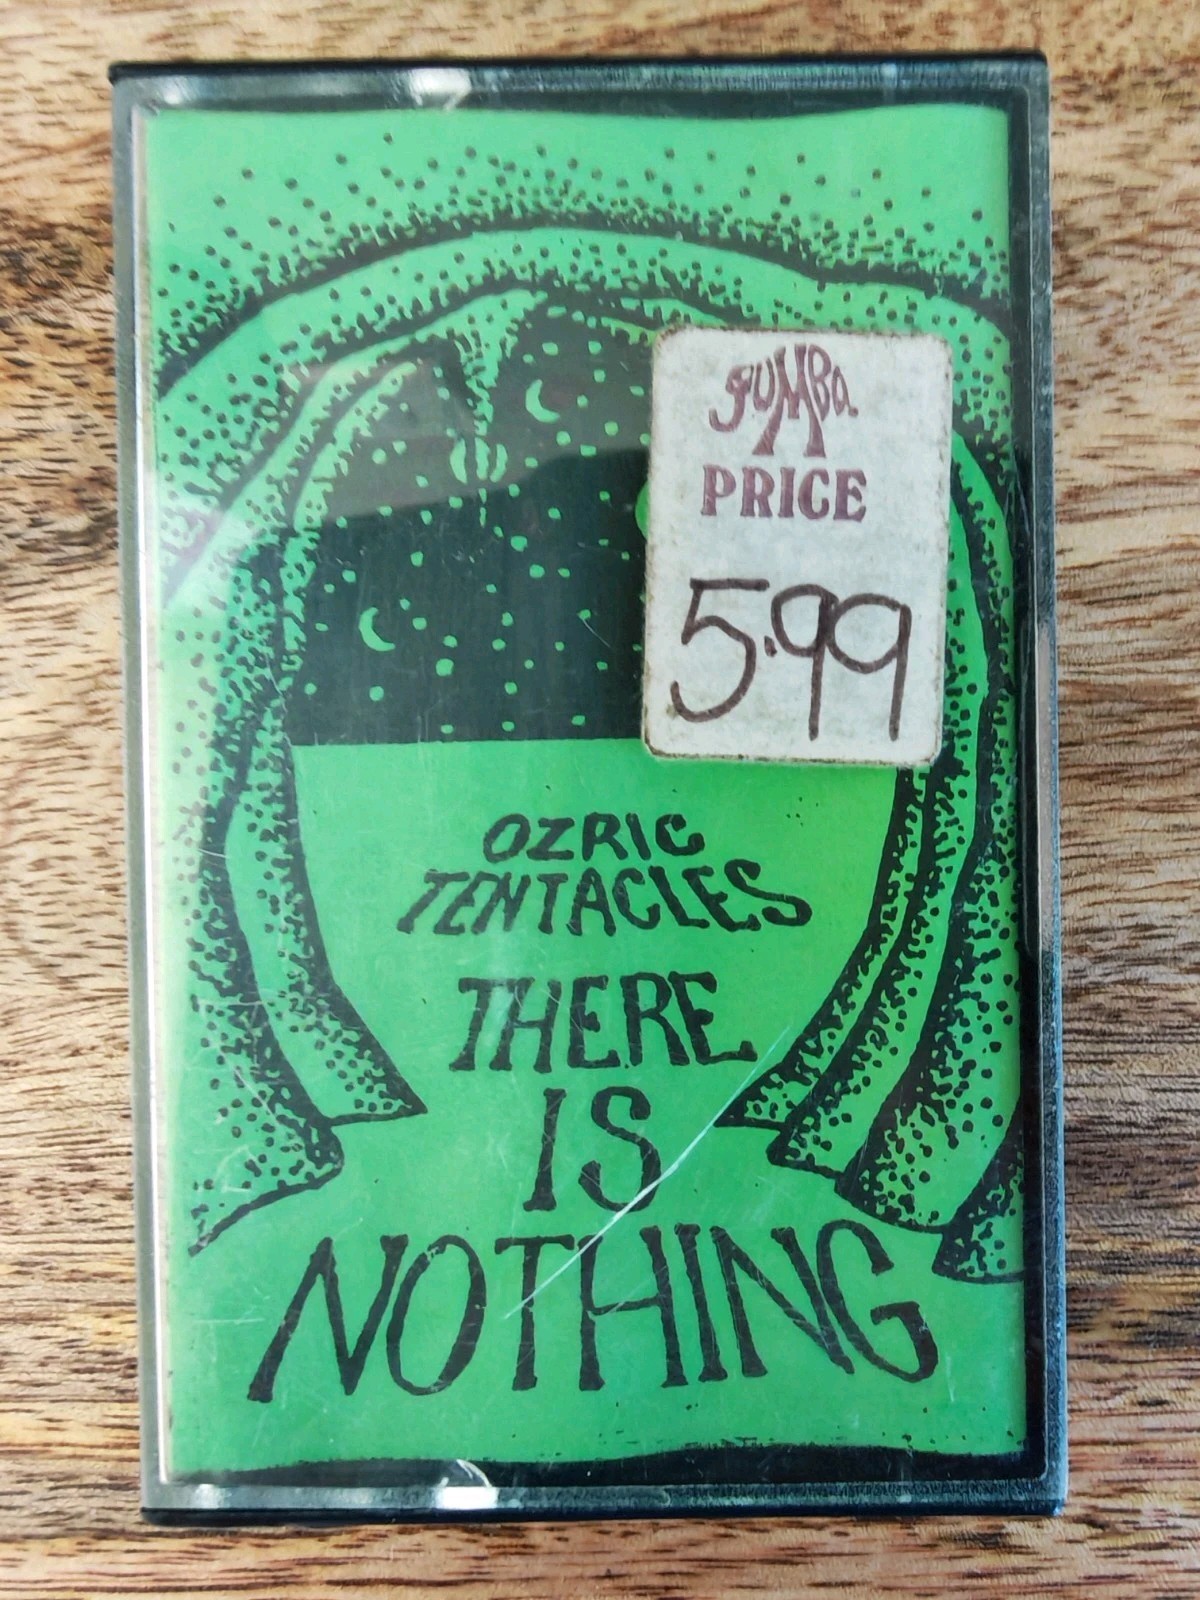 JUMBO
PRICE
5.99
OZRIC
TENTACLES
THERE
IS
NOTHING